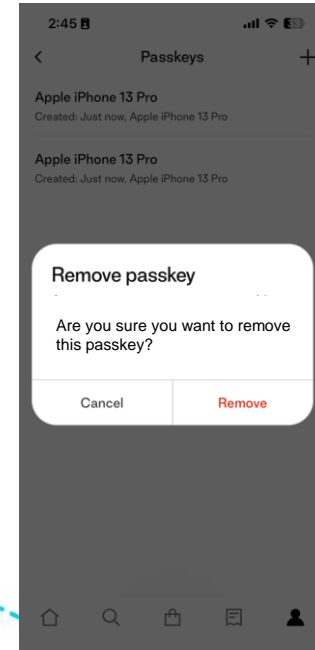 2:45
Passkeys
Apple iPhone 13 Pro
Created: Just now, Apple iPhone 13 Pro
Apple iPhone 13 Pro
Created: Just now, Apple iPhone 13 Pro
Remove passkey
Are you sure you want to remove
this passkey?
Cancel Remove